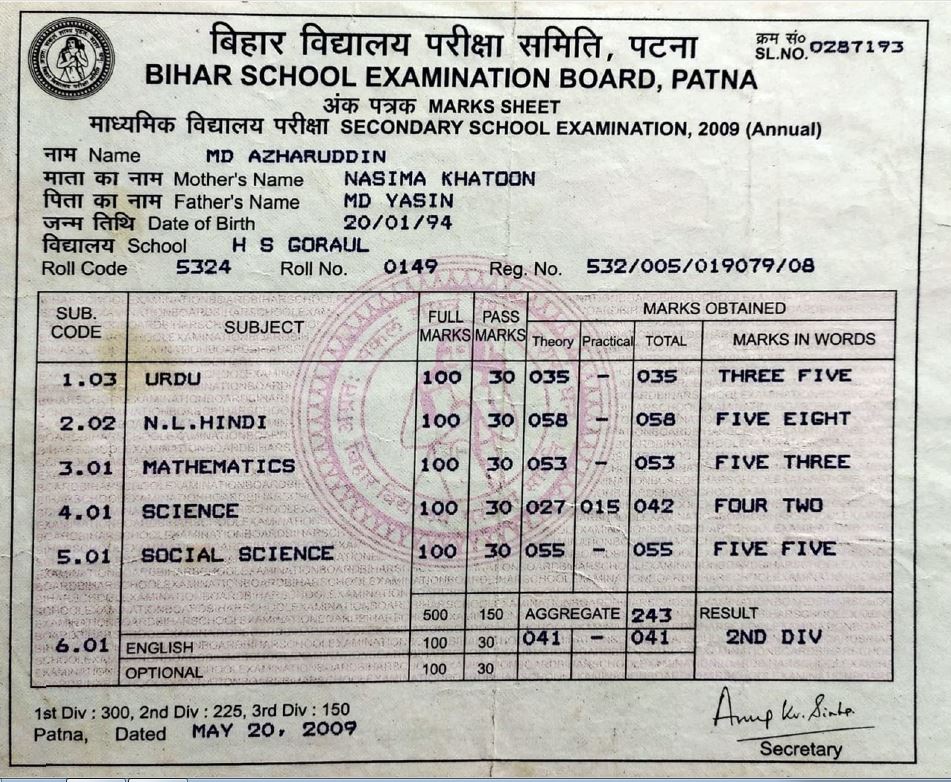 बिहार विद्यालय परीक्षा समिति, पटना
क्रम सं० SL.NO. 0287193
BIHAR SCHOOL EXAMINATION BOARD, PATNA
अंक पत्रक MARKS SHEET
माध्यमिक विद्यालय परीक्षा SECONDARY SCHOOL EXAMINATION, 2009 (Annual)
नाम Name MD AZHARUDDIN
माता का नाम Mother's Name NASIMA KHATOON
पिता का नाम Father's Name MD YASIN
जन्म तिथि Date of Birth 20/01/94
विद्यालय School H S GORAUL
Roll Code 5324 Roll No. 0149 Reg. No. 532/005/019079/08
SUB. CODE SUBJECT FULL MARKS PASS MARKS MARKS OBTAINED
Theory Practical TOTAL MARKS IN WORDS
1.03 URDU 100 30 035 - 035 THREE FIVE
2.02 N.L.HINDI 100 30 058 - 058 FIVE EIGHT
3.01 MATHEMATICS 100 30 053 - 053 FIVE THREE
4.01 SCIENCE 100 30 027 015 042 FOUR TWO
5.01 SOCIAL SCIENCE 100 30 055 - 055 FIVE FIVE
500 150 AGGREGATE 243 RESULT
6.01 ENGLISH 100 30 041 - 041 2ND DIV
OPTIONAL 100 30
1st Div : 300, 2nd Div : 225, 3rd Div : 150
Patna, Dated MAY 20, 2009
Anup Kr. Sinha
Secretary